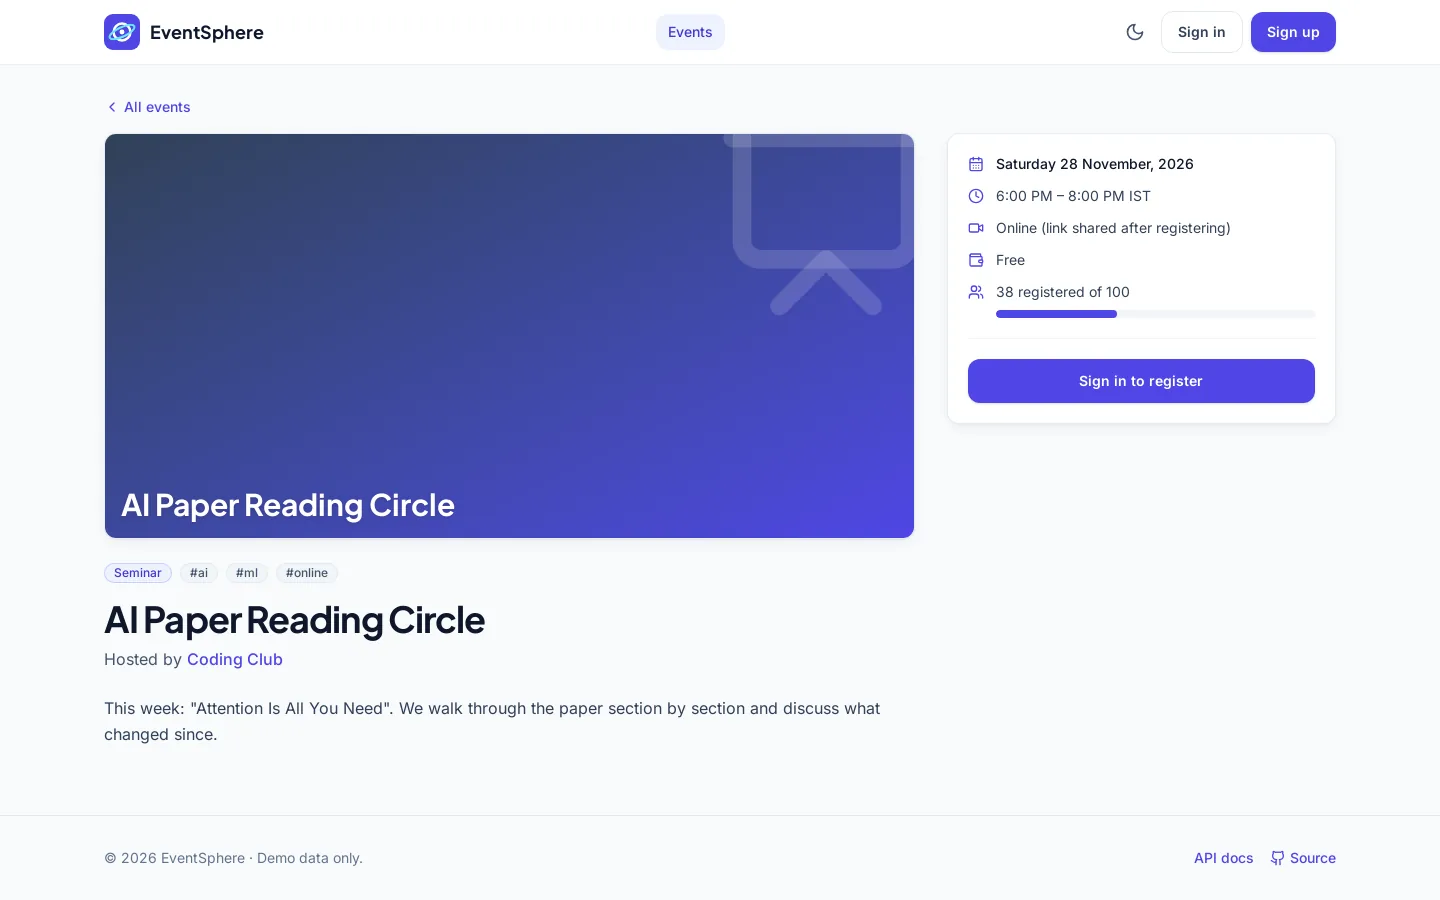 EventSphere
Events
Sign in
Sign up
All events
AI Paper Reading Circle
Saturday 28 November, 2026
6:00 PM – 8:00 PM IST
Online (link shared after registering)
Free
38 registered of 100
Sign in to register
Seminar #ai #ml #online
AI Paper Reading Circle
Hosted by Coding Club
This week: "Attention Is All You Need". We walk through the paper section by section and discuss what
changed since.
© 2026 EventSphere · Demo data only.
API docs
Source